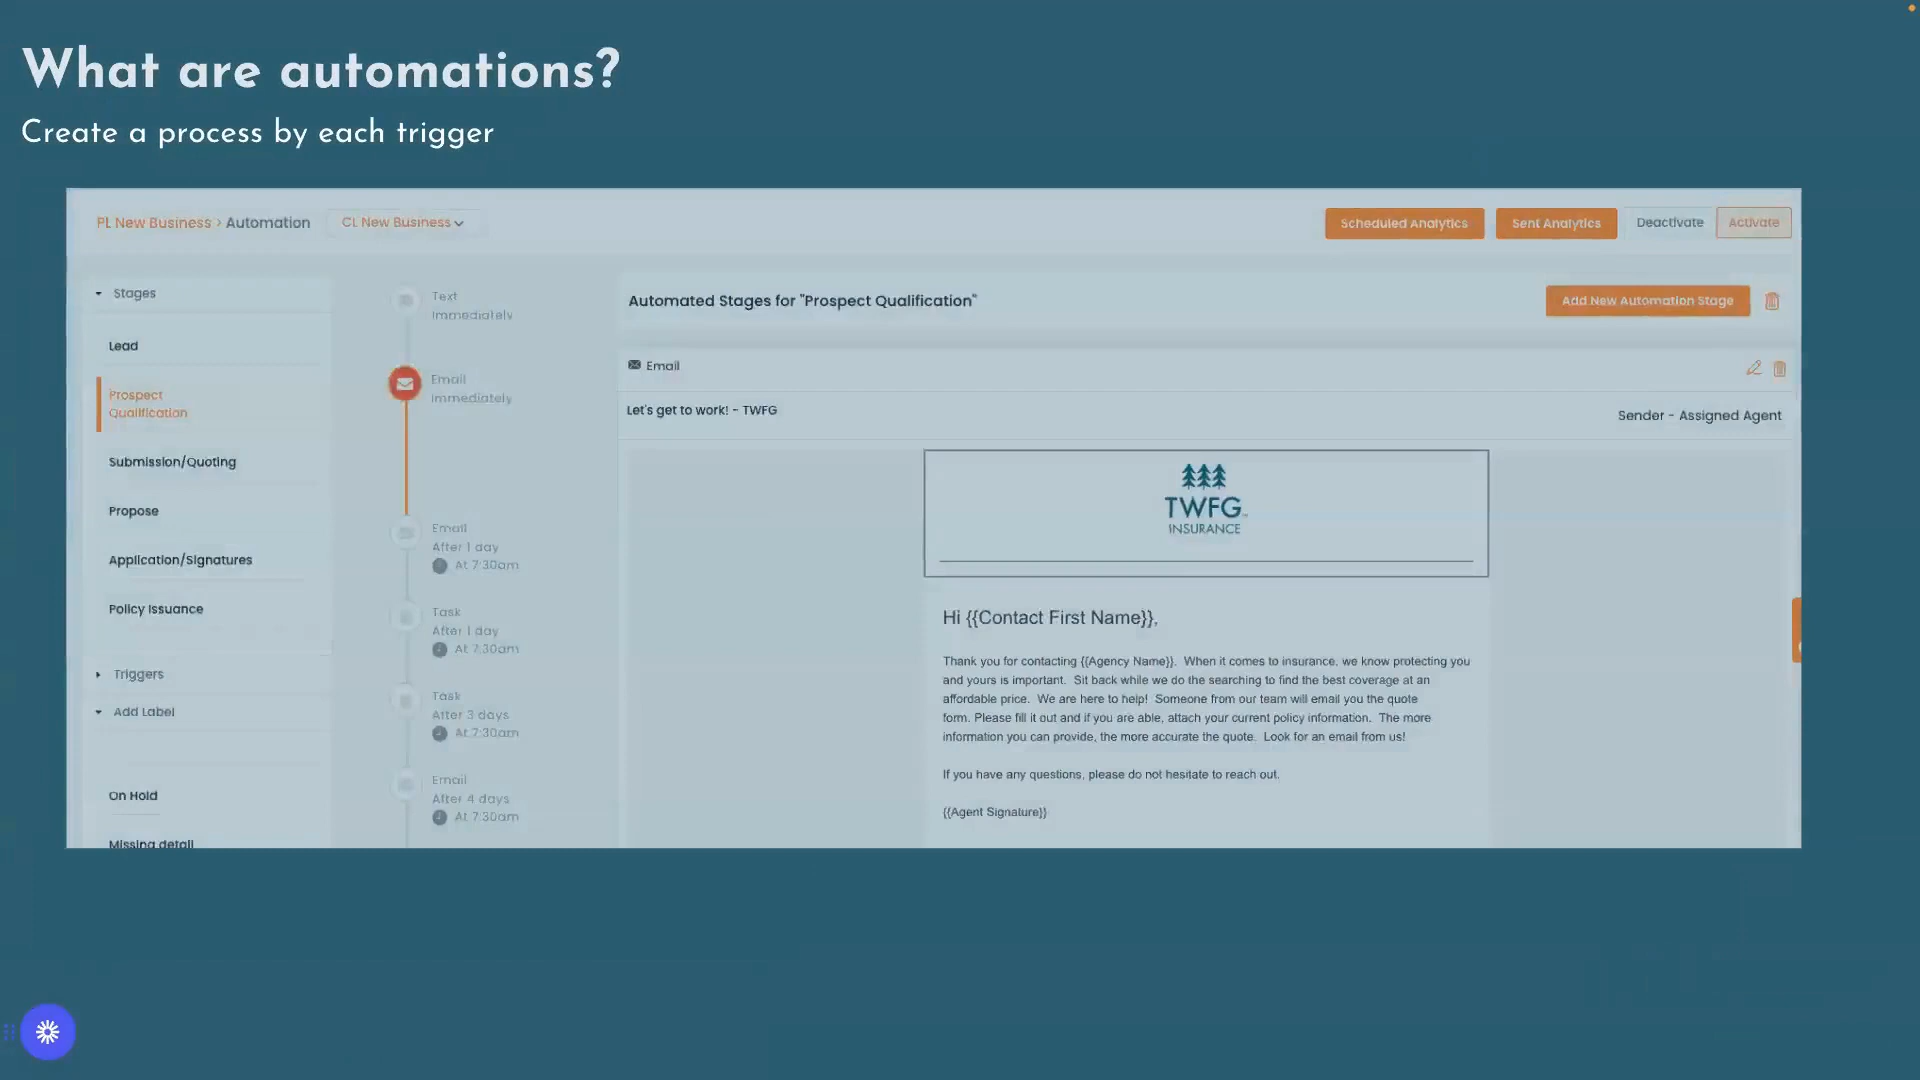 What are automations?
Create a process by each trigger
PL New Business > Automation
CL New Business
Scheduled Analytics
Sent Analytics
Deactivate
Activate
Stages
Lead
Prospect
Qualification
Submission/Quoting
Propose
Application/Signatures
Policy Issuance
Triggers
Add Label
On Hold
Missing detail
Text
Immediately
Email
Immediately
Email
After 1 day
At 7:30am
Task
After 1 day
At 7:30am
Task
After 3 days
At 7:30am
Email
After 4 days
At 7:30am
Automated Stages for "Prospect Qualification"
Add New Automation Stage
Email
Let's get to work! - TWFG
Sender - Assigned Agent
TWFG
INSURANCE
Hi {{Contact First Name}},
Thank you for contacting {{Agency Name}}. When it comes to insurance, we know protecting you
and yours is important. Sit back while we do the searching to find the best coverage at an
affordable price. We are here to help! Someone from our team will email you the quote
form. Please fill it out and if you are able, attach your current policy information. The more
information you can provide, the more accurate the quote. Look for an email from us!
If you have any questions, please do not hesitate to reach out.
{{Agent Signature}}